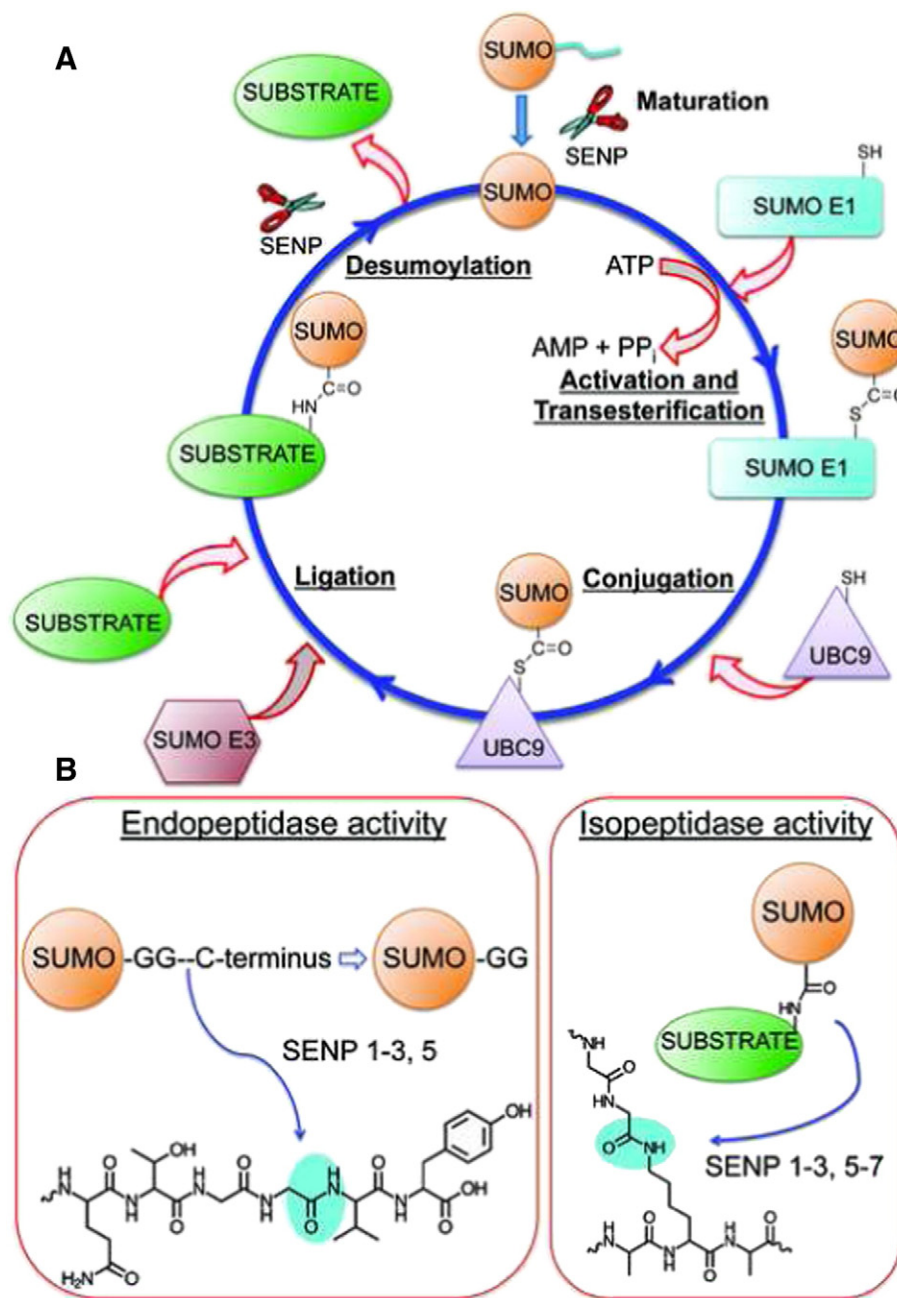 A
SUMO
SUBSTRATE
Maturation
SENP
SUMO
SH
SUMO E1
SENP
Desumoylation
ATP
SUMO
SUMO
AMP + PPi
C=O
HN
Activation and
Transesterification
C=O
S
SUBSTRATE
SUMO E1
Ligation
SUMO
Conjugation
SH
SUBSTRATE
C=O
S
UBC9
SUMO E3
UBC9
B
Endopeptidase activity
SUMO-GG--C-terminus
SUMO-GG
SENP 1-3, 5
OH
OH
O
O
O
O
H
N
N
H
H
N
N
H
H
N
N
H
OH
O
O
O
H2N
O
Isopeptidase activity
SUMO
O
HN
SUBSTRATE
NH
O
HN
O
NH
SENP 1-3, 5-7
H
N
O
N
H
O
H
N
O